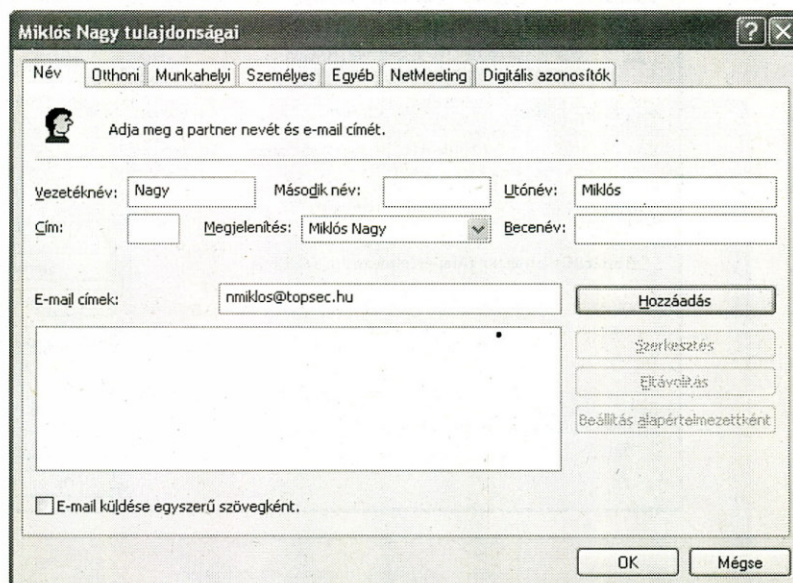 Miklós Nagy tulajdonságai
Név Otthoni Munkahelyi Személyes Egyéb NetMeeting Digitális azonosítók
Adja meg a partner nevét és e-mail címét.
Vezetéknév: Nagy Második név: Utónév: Miklós
Cím: Megjelenítés: Miklós Nagy Becenév:
E-mail címek: nmiklos@topsec.hu Hozzáadás
Szerkesztés
Eltávolítás
Beállítás alapértelmezettként
E-mail küldése egyszerű szövegként.
OK Mégse